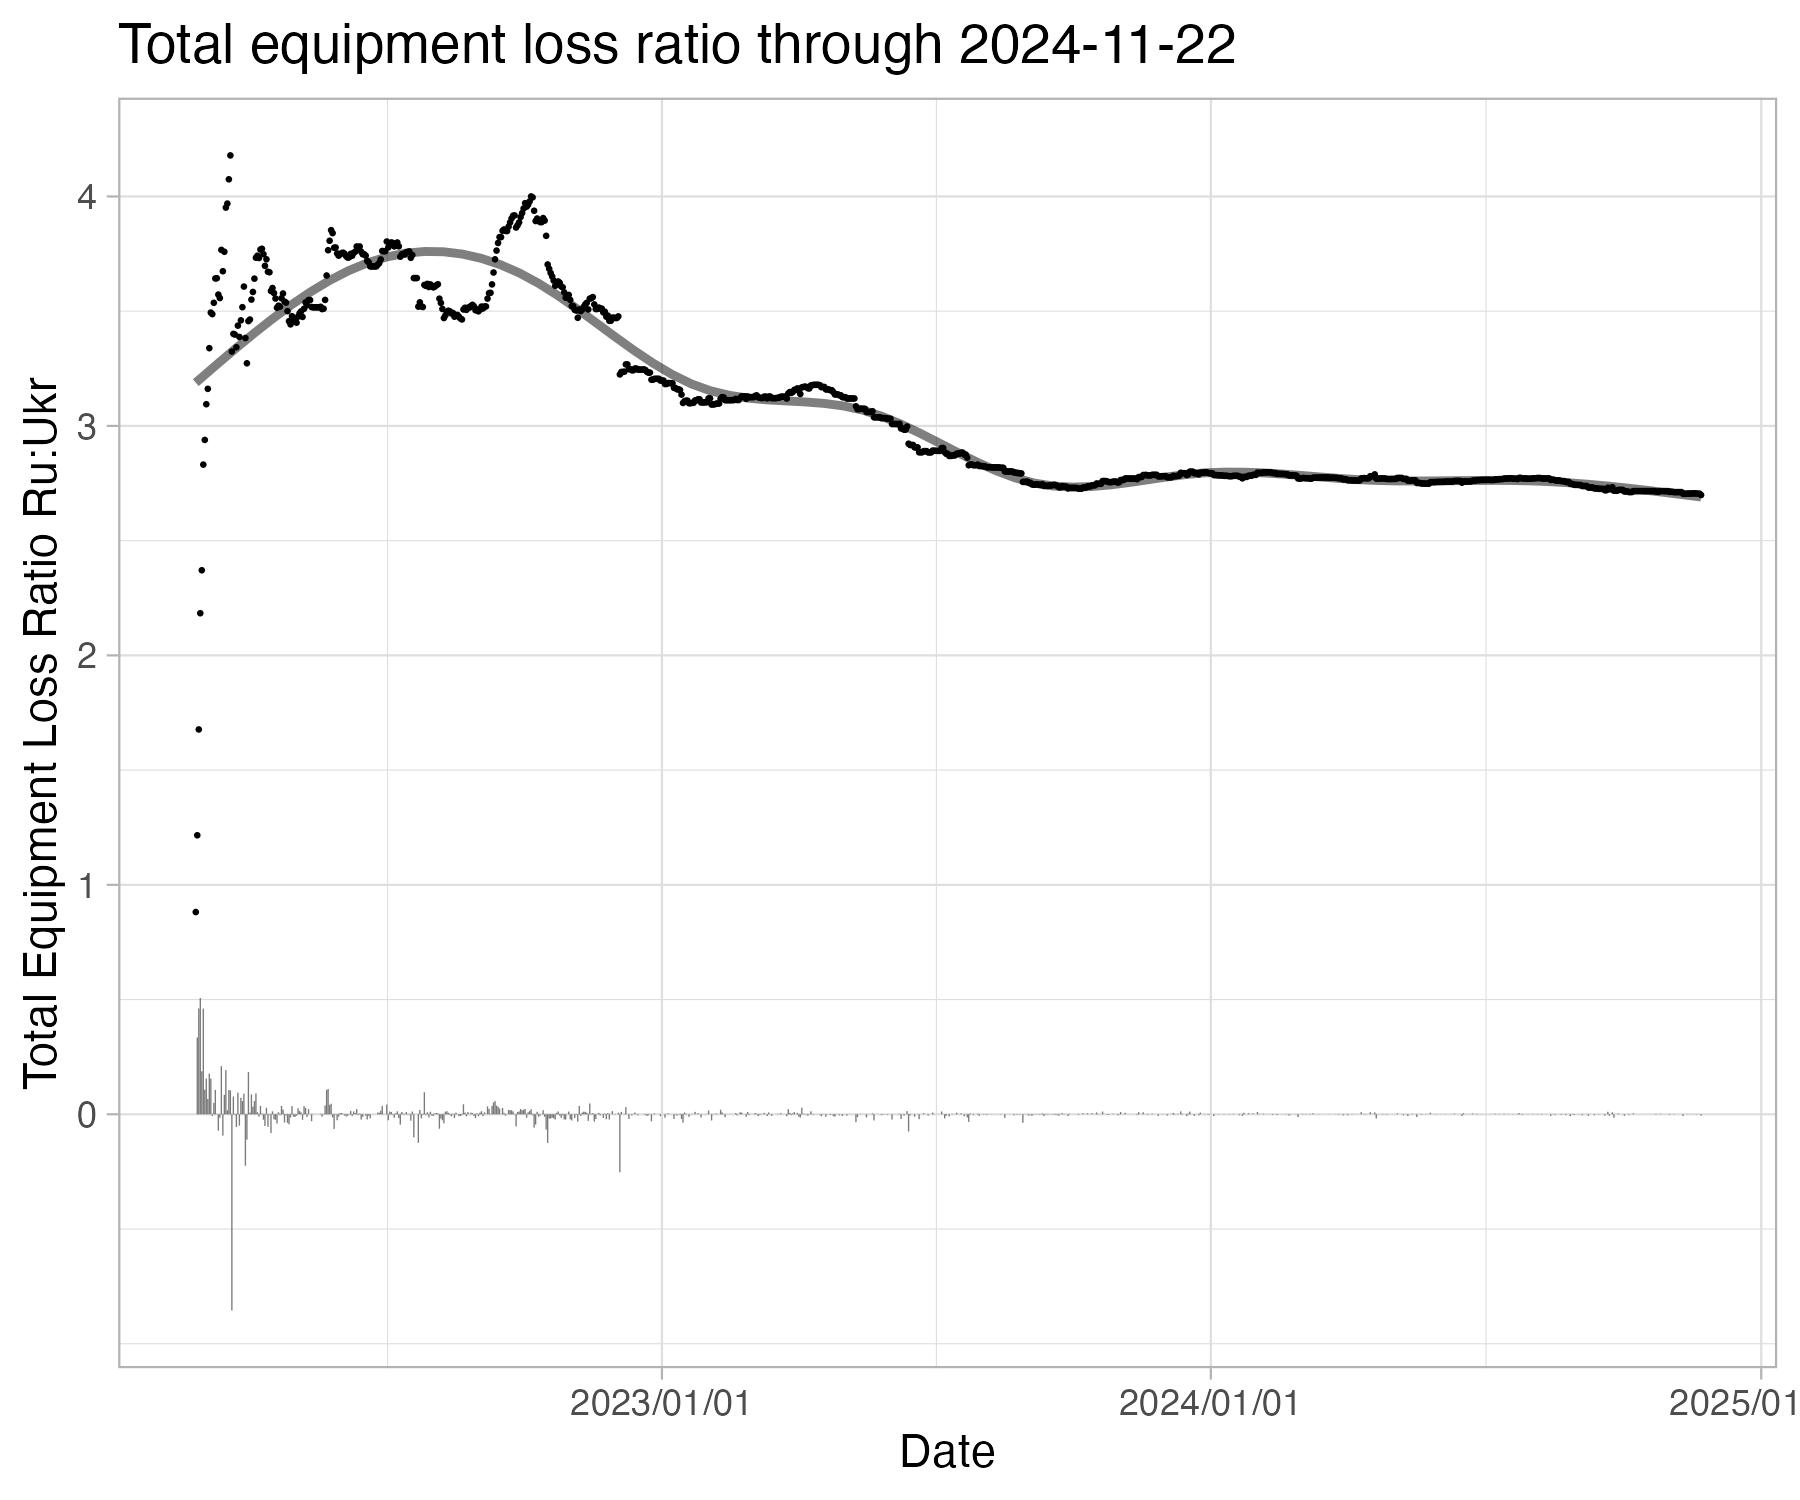 Total equipment loss ratio through 2024-11-22
Total Equipment Loss Ratio Ru:Ukr
4
3
2
1
0
2023/01/01
2024/01/01
2025/01
Date